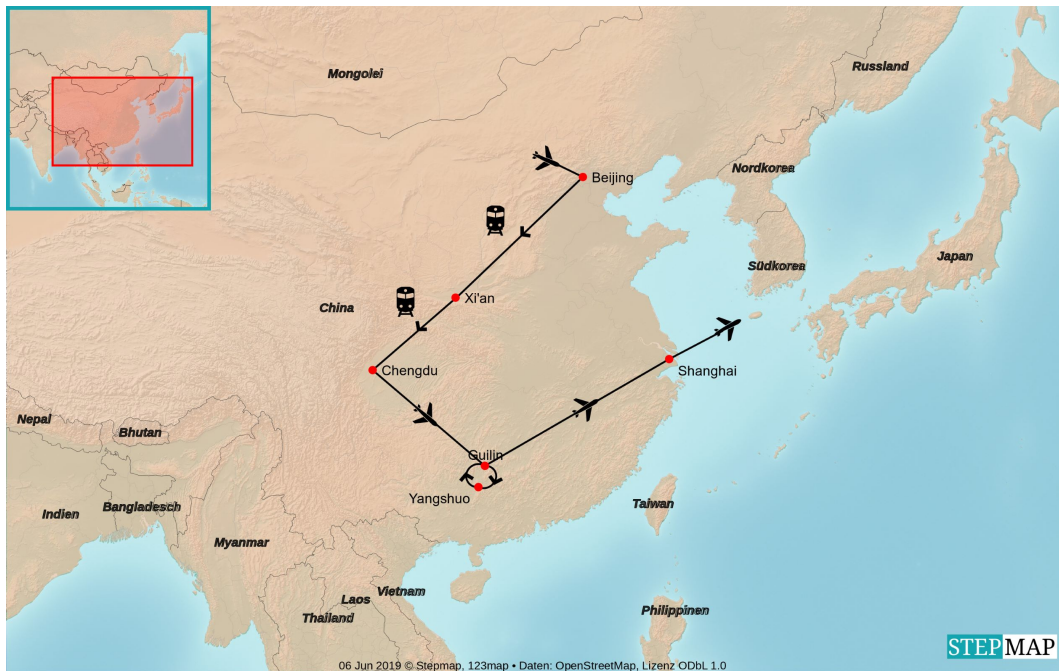 Mongolei
Russland
Beijing
Nordkorea
Südkorea
Japan
Xi'an
China
Chengdu
Shanghai
Nepal
Bhutan
Guilin
Yangshuo
Taiwan
Bangladesch
Indien
Myanmar
Vietnam
Laos
Thailand
Philippinen
STEPMAP
06 Jun 2019 © Stepmap, 123map • Daten: OpenStreetMap, Lizenz ODbL 1.0